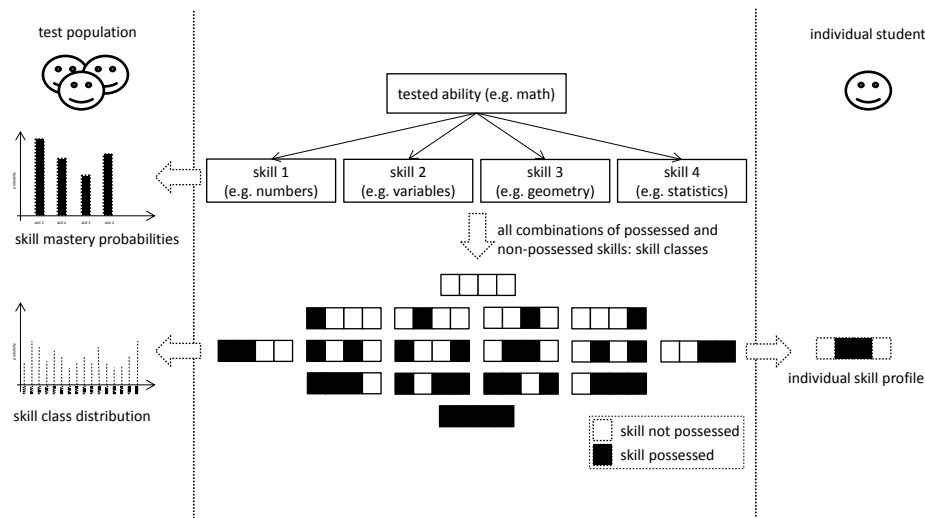 test population
individual student
tested ability (e.g. math)
skill 1
(e.g. numbers)
skill 2
(e.g. variables)
skill 3
(e.g. geometry)
skill 4
(e.g. statistics)
skill mastery probabilities
all combinations of possessed and
non-possessed skills: skill classes
skill class distribution
individual skill profile
skill not possessed
skill possessed